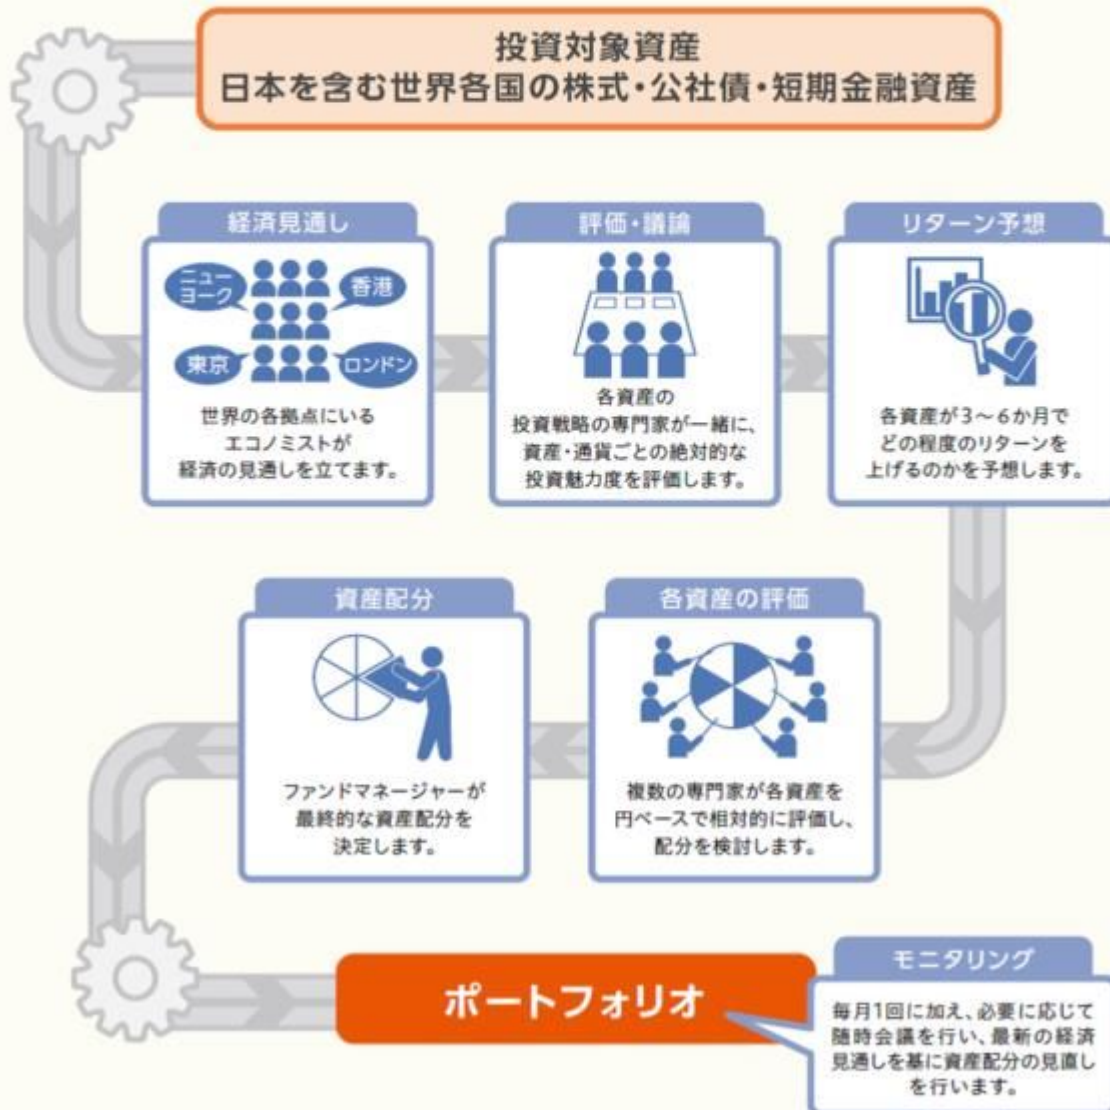 投資対象資産
日本を含む世界各国の株式・公社債・短期金融資産
経済見通し
ニュー
ヨーク
香港
東京
ロンドン
世界の各拠点にいる
エコノミストが
経済の見通しを立てます。
評価・議論
各資産の
投資戦略の専門家が一緒に、
資産・通貨ごとの絶対的な
投資魅力度を評価します。
リターン予想
各資産が3～6か月で
どの程度のリターンを
上げるのかを予想します。
各資産の評価
複数の専門家が各資産を
円ベースで相対的に評価し、
配分を検討します。
資産配分
ファンドマネージャーが
最終的な資産配分を
決定します。
ポートフォリオ
モニタリング
毎月1回に加え、必要に応じて
随時会議を行い、最新の経済
見通しを基に資産配分の見直し
を行います。